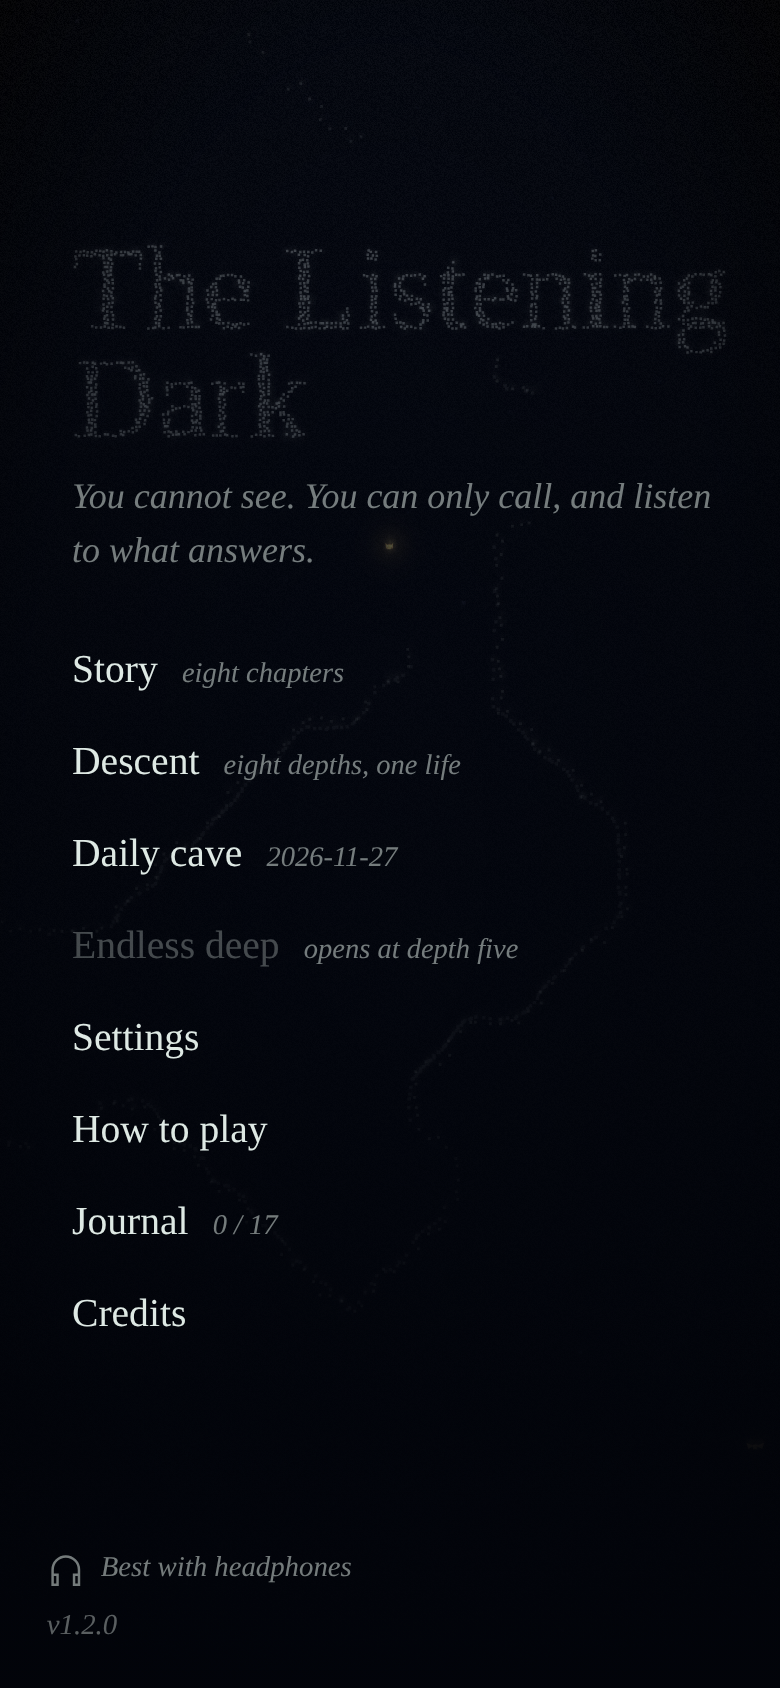 The Listening
Dark
You cannot see. You can only call, and listen
to what answers.
Story eight chapters
Descent eight depths, one life
Daily cave 2026-11-27
Endless deep opens at depth five
Settings
How to play
Journal 0 / 17
Credits
Best with headphones
v1.2.0